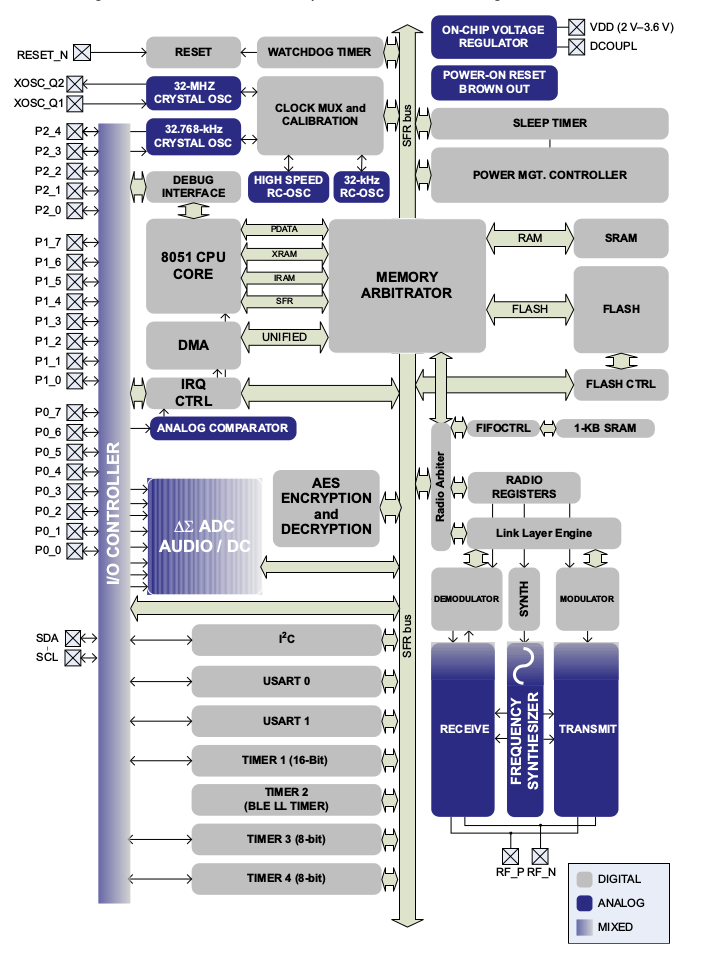 RESET_N
XOSC_Q2
XOSC_Q1
P2_4
P2_3
P2_2
P2_1
P2_0
P1_7
P1_6
P1_5
P1_4
P1_3
P1_2
P1_1
P1_0
P0_7
P0_6
P0_5
P0_4
P0_3
P0_2
P0_1
P0_0
SDA
SCL
I/O CONTROLLER
RESET
WATCHDOG TIMER
32-MHZ
CRYSTAL OSC
32.768-kHz
CRYSTAL OSC
CLOCK MUX and
CALIBRATION
HIGH SPEED
RC-OSC
32-kHz
RC-OSC
DEBUG
INTERFACE
8051 CPU
CORE
DMA
IRQ
CTRL
ANALOG COMPARATOR
PDATA
XRAM
IRAM
SFR
UNIFIED
MEMORY
ARBITRATOR
ΔΣ ADC
AUDIO / DC
AES
ENCRYPTION
and
DECRYPTION
I²C
USART 0
USART 1
TIMER 1 (16-Bit)
TIMER 2
(BLE LL TIMER)
TIMER 3 (8-bit)
TIMER 4 (8-bit)
SFR bus
SFR bus
ON-CHIP VOLTAGE
REGULATOR
VDD (2 V–3.6 V)
DCOUPL
POWER-ON RESET
BROWN OUT
SLEEP TIMER
POWER MGT. CONTROLLER
RAM
SRAM
FLASH
FLASH
FLASH CTRL
FIFOCTRL
1-KB SRAM
Radio Arbiter
RADIO
REGISTERS
Link Layer Engine
DEMODULATOR
SYNTH
MODULATOR
RECEIVE
FREQUENCY
SYNTHESIZER
TRANSMIT
RF_P
RF_N
DIGITAL
ANALOG
MIXED